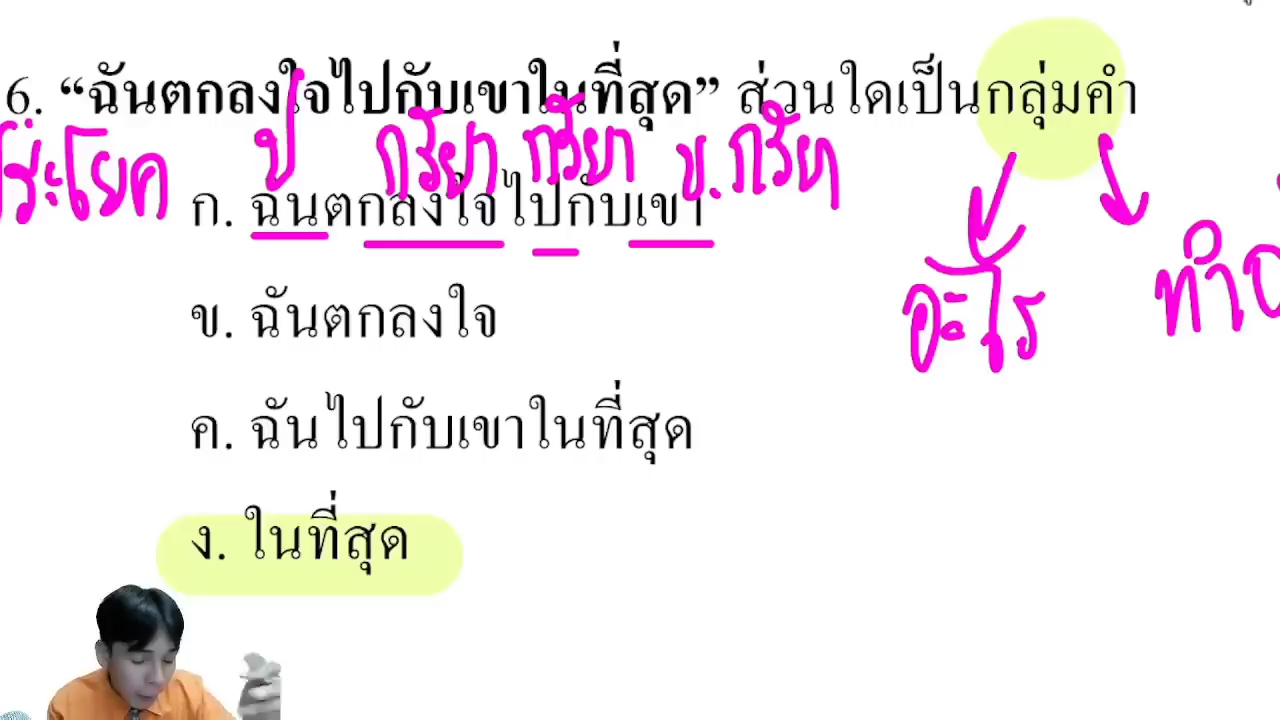 6. “ฉันตกลงใจไปกับเขาในที่สุด” ส่วนใดเป็นกลุ่มคำ
ประโยค ป กริยา กริยา ข.กริยา
ก. ฉันตกลงใจไปกับเขา
อะไร
ข. ฉันตกลงใจ
ค. ฉันไปกับเขาในที่สุด
ง. ในที่สุด